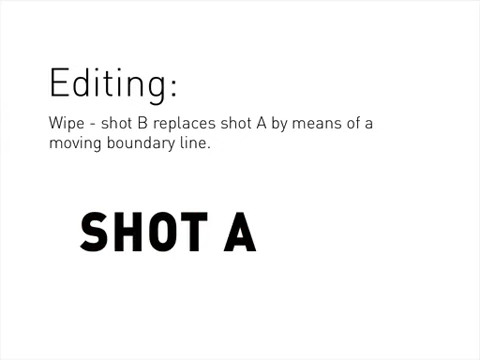 Editing:
Wipe - shot B replaces shot A by means of a
moving boundary line.
SHOT A